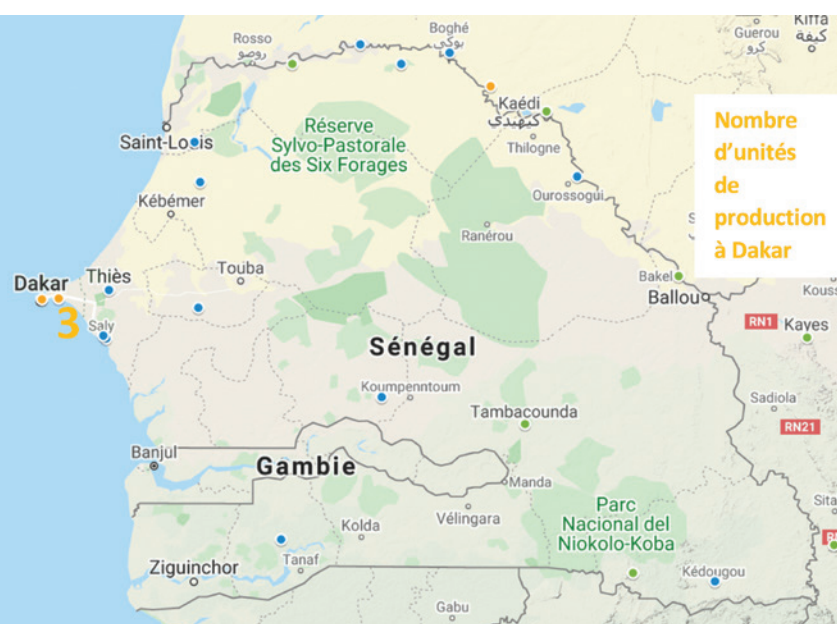 Rosso
روصو
Boghé
بوكي
Guerou
كرو
Kiffa
كيفة
Kaédi
كيهيدي
Thilogne
Saint-Louis
Réserve
Sylvo-Pastorale
des Six Forages
Nombre
d'unités
de
production
à Dakar
Kébémer
Ourossogui
Ranérou
Touba
Dakar
Thiès
Bakel
Ballou
Kous
3
Saly
RN1
Kayes
Sénégal
Koumpenntoum
Sadiola
Tambacounda
RN21
Banjul
Gambie
Manda
Sita
Parc
Nacional del
Niokolo-Koba
Kolda
Vélingara
Tanaf
Ziguinchor
Kédougou
Gabu